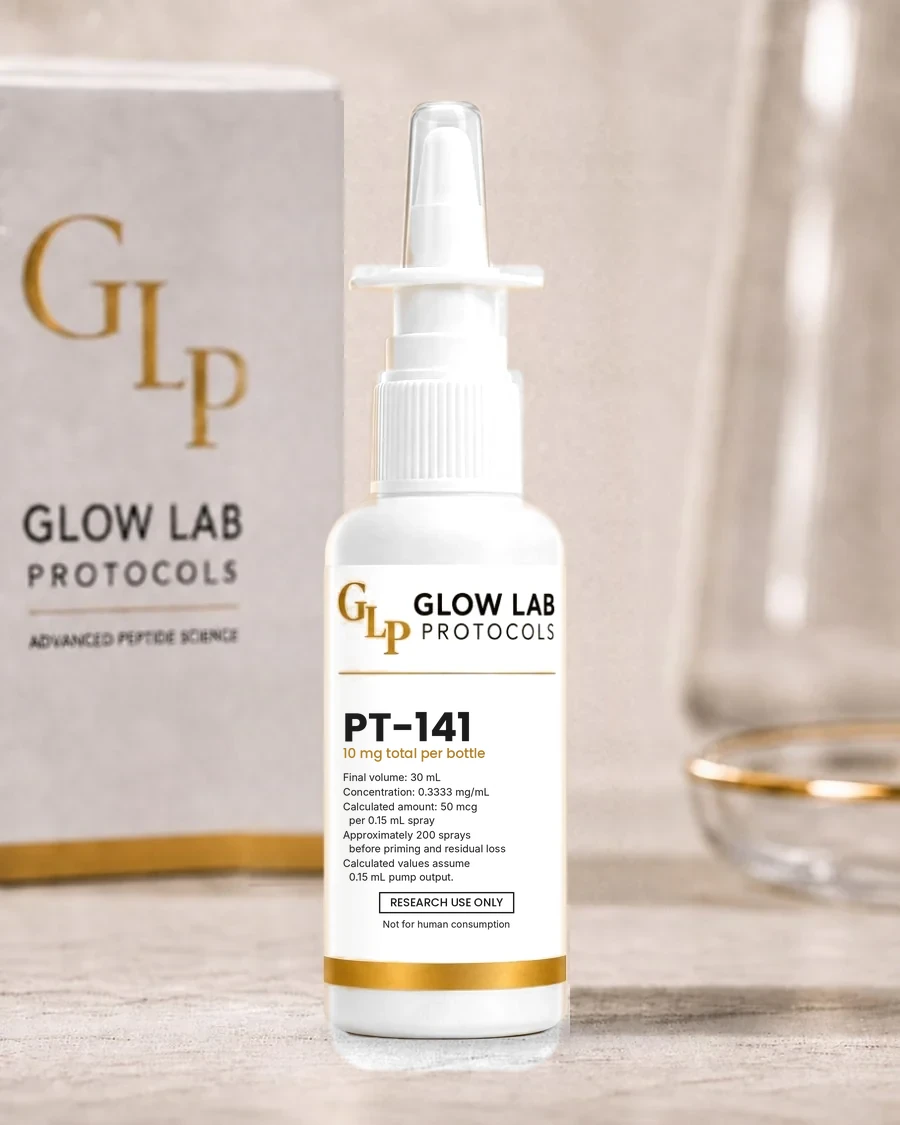 GLP
GLOW LAB
PROTOCOLS
ADVANCED PEPTIDE SCIENCE
GLP
GLOW LAB
PROTOCOLS
PT-141
10 mg total per bottle
Final volume: 30 mL
Concentration: 0.3333 mg/mL
Calculated amount: 50 mcg
per 0.15 mL spray
Approximately 200 sprays
before priming and residual loss
Calculated values assume
0.15 mL pump output.
RESEARCH USE ONLY
Not for human consumption